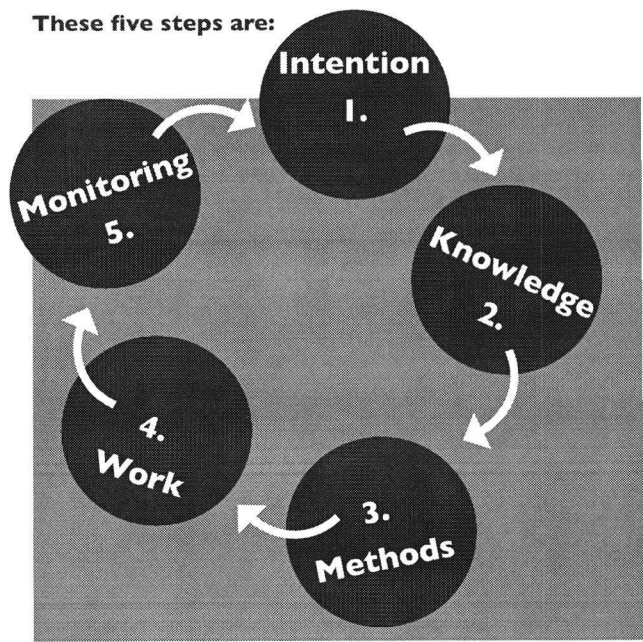 These five steps are:
Intention
1.
Knowledge
2.
3.
Methods
4.
Work
Monitoring
5.